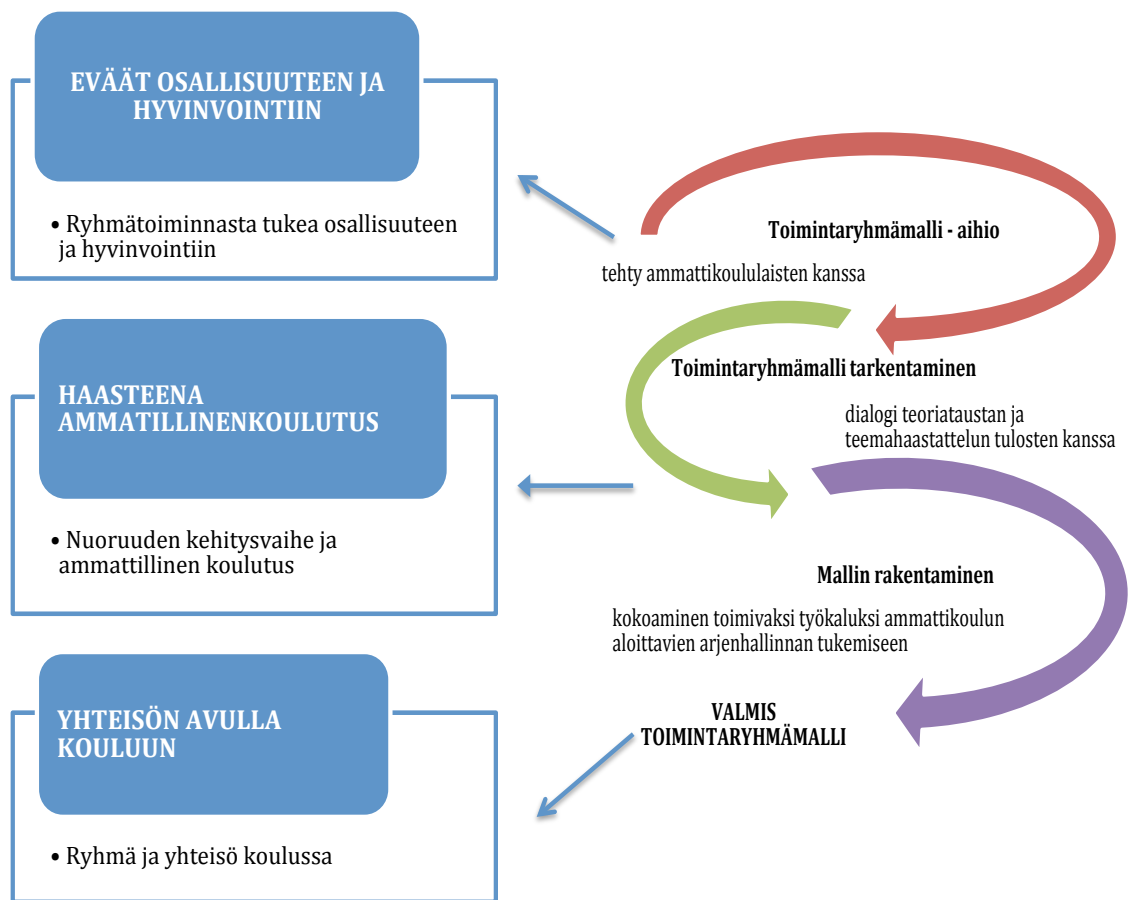 EVÄÄT OSALLISUUTEEN JA
HYVINVOINTIIN
• Ryhmätoiminnasta tukea osallisuuteen
ja hyvinvointiin
HAASTEENA
AMMATILLINENKOULUTUS
• Nuoruuden kehitysvaihe ja
ammattillinen koulutus
YHTEISÖN AVULLA
KOULUUN
• Ryhmä ja yhteisö koulussa
Toimintaryhmämalli - aihio
tehty ammattikoululaisten kanssa
Toimintaryhmämalli tarkentaminen
dialogi teoriataustan ja
teemahaastattelun tulosten kanssa
Mallin rakentaminen
kokoaminen toimivaksi työkaluksi ammattikoulun
aloittavien arjenhallinnan tukemiseen
VALMIS
TOIMINTARYHMÄMALLI